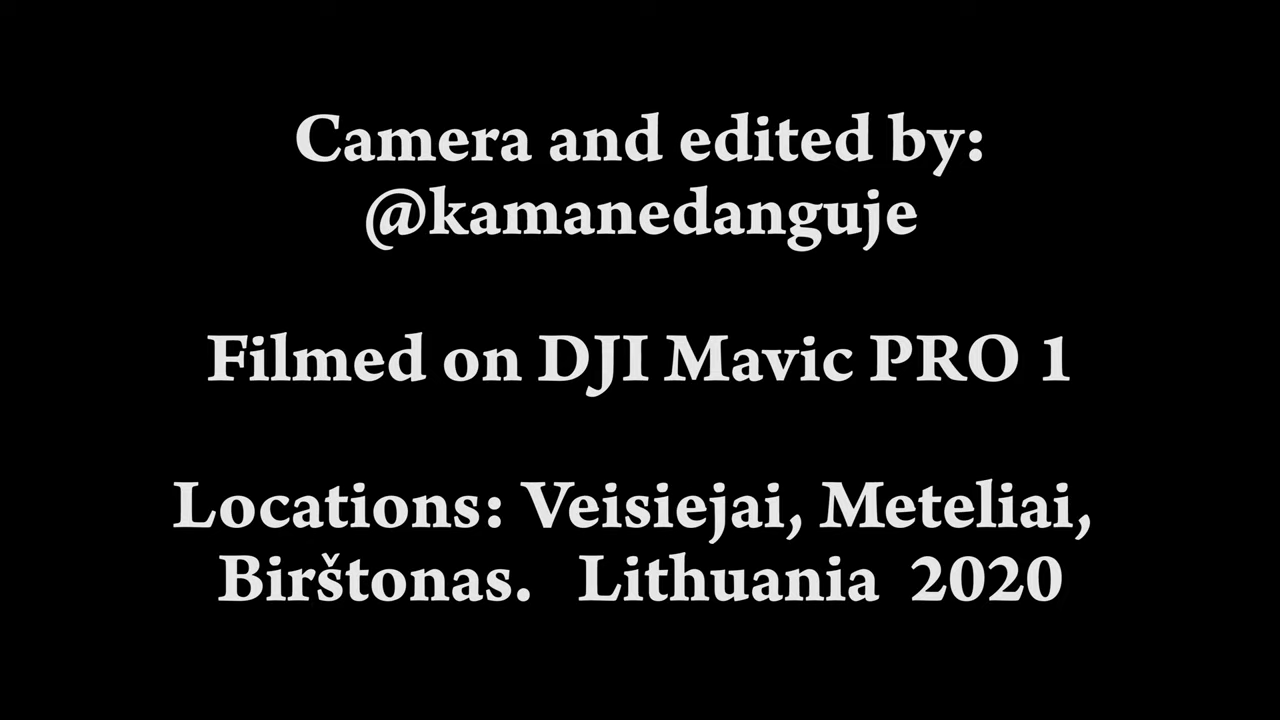 Camera and edited by:
@kamanedanguje
Filmed on DJI Mavic PRO 1
Locations: Veisiejai, Meteliai,
Birštonas. Lithuania 2020